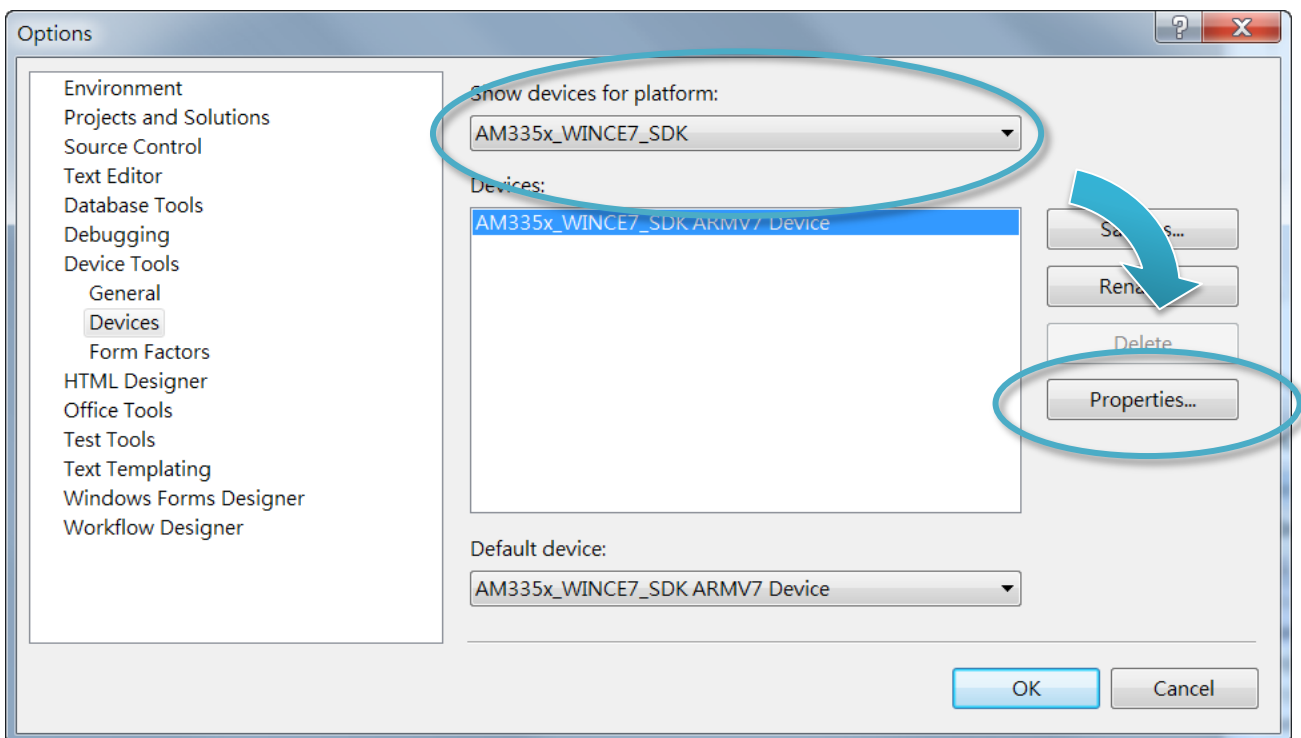 Options
Environment
Projects and Solutions
Source Control
Text Editor
Database Tools
Debugging
Device Tools
General
Devices
Form Factors
HTML Designer
Office Tools
Test Tools
Text Templating
Windows Forms Designer
Workflow Designer
Show devices for platform:
AM335x_WINCE7_SDK
Devices:
AM335x_WINCE7_SDK ARMV7 Device
Delete
Properties...
Default device:
AM335x_WINCE7_SDK ARMV7 Device
OK
Cancel